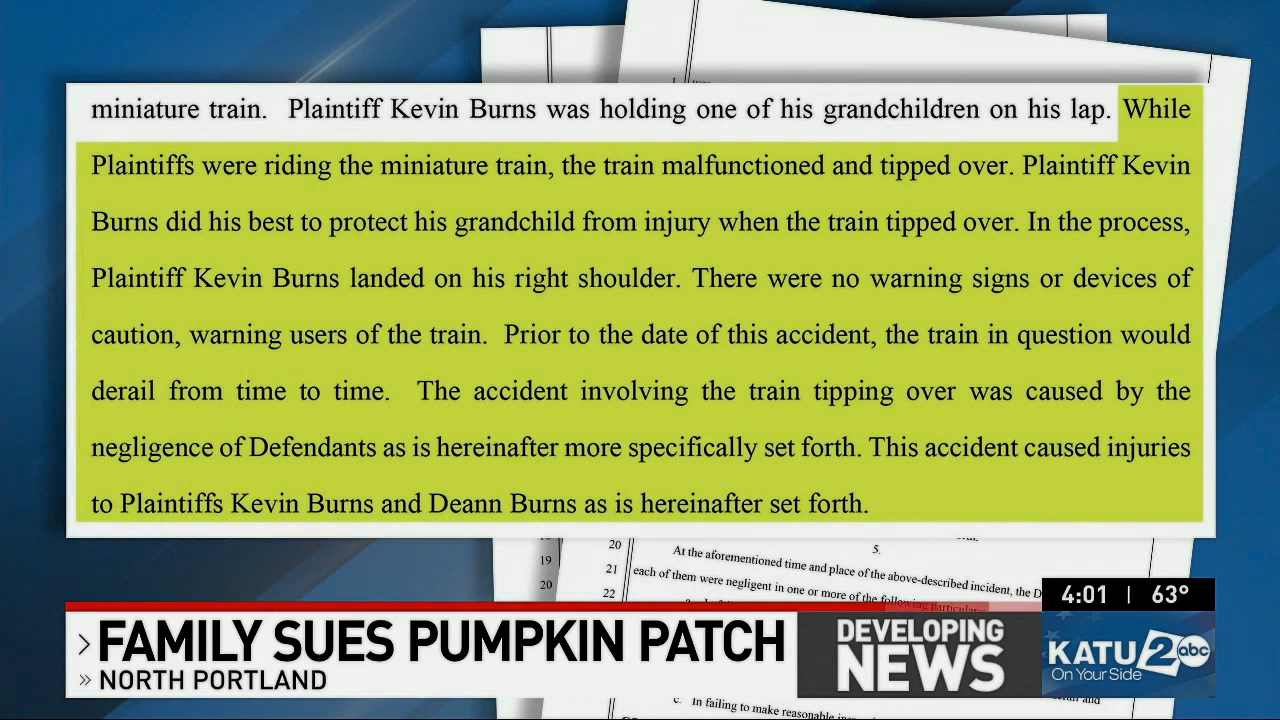 miniature train. Plaintiff Kevin Burns was holding one of his grandchildren on his lap. While
Plaintiffs were riding the miniature train, the train malfunctioned and tipped over. Plaintiff Kevin
Burns did his best to protect his grandchild from injury when the train tipped over. In the process,
Plaintiff Kevin Burns landed on his right shoulder. There were no warning signs or devices of
caution, warning users of the train. Prior to the date of this accident, the train in question would
derail from time to time. The accident involving the train tipping over was caused by the
negligence of Defendants as is hereinafter more specifically set forth. This accident caused injuries
to Plaintiffs Kevin Burns and Deann Burns as is hereinafter set forth.
19
20
20
5.
21
At the aforementioned time and place of the above-described incident, the D
22
each of them were negligent in one or more of the following particulars
4:01 | 63°
> FAMILY SUES PUMPKIN PATCH
» NORTH PORTLAND
DEVELOPING
NEWS
KATU 2 abc
On Your Side
c. In failing to make reasonable
and